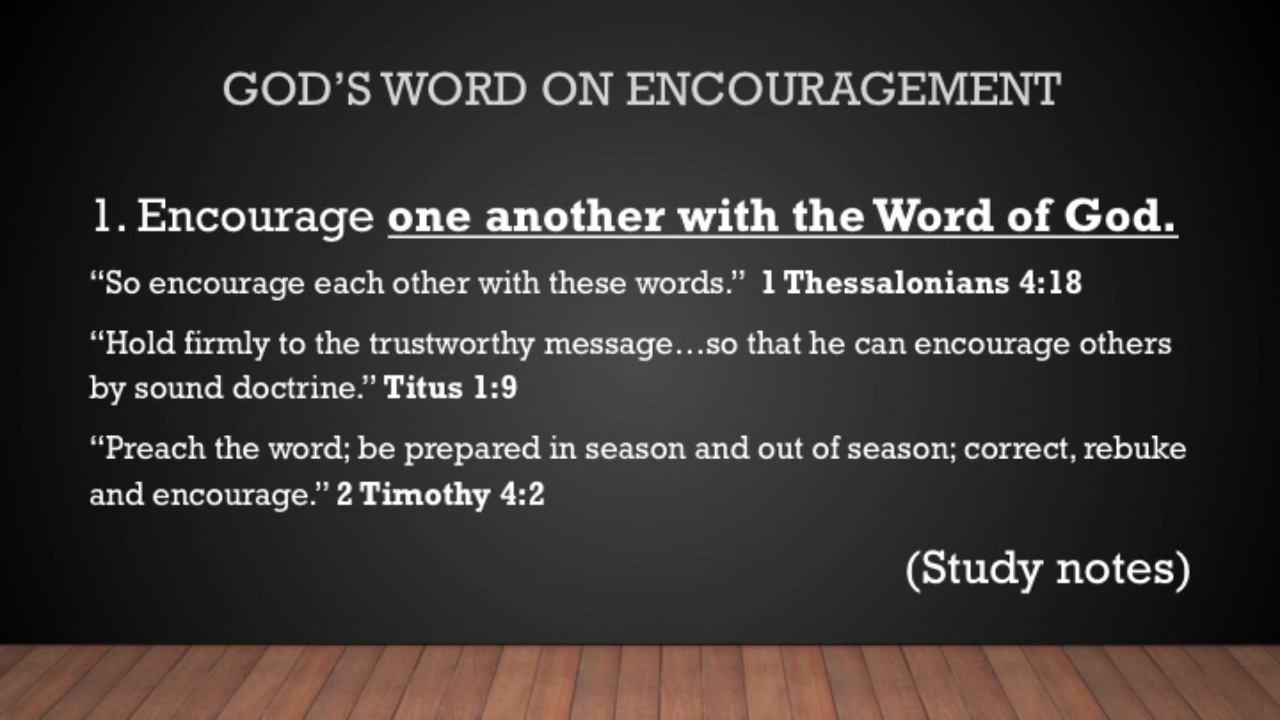 GOD’S WORD ON ENCOURAGEMENT
1. Encourage one another with the Word of God.
“So encourage each other with these words.” 1 Thessalonians 4:18
“Hold firmly to the trustworthy message…so that he can encourage others
by sound doctrine.” Titus 1:9
“Preach the word; be prepared in season and out of season; correct, rebuke
and encourage.” 2 Timothy 4:2
(Study notes)